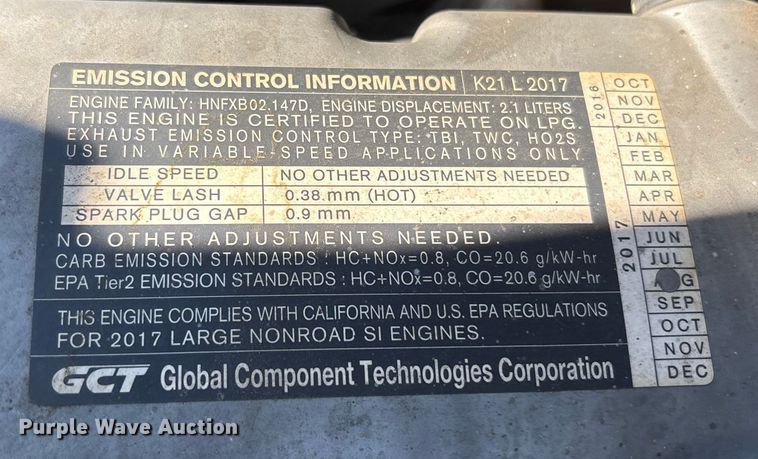 EMISSION CONTROL INFORMATION K21 L 2017
ENGINE FAMILY: HNFXB02.147D, ENGINE DISPLACEMENT: 2.1 LITERS
THIS ENGINE IS CERTIFIED TO OPERATE ON LPG.
EXHAUST EMISSION CONTROL TYPE: TBI, TWC, HO2S
USE IN VARIABLE SPEED APPLICATIONS ONLY
IDLE SPEED NO OTHER ADJUSTMENTS NEEDED
VALVE LASH 0.38 mm (HOT)
SPARK PLUG GAP 0.9 mm
NO OTHER ADJUSTMENTS NEEDED.
CARB EMISSION STANDARDS : HC+NOx=0.8, CO=20.6 g/kW-hr
EPA Tier2 EMISSION STANDARDS : HC+NOx=0.8, CO=20.6 g/kW-hr
THIS ENGINE COMPLIES WITH CALIFORNIA AND U.S. EPA REGULATIONS
FOR 2017 LARGE NONROAD SI ENGINES.
GCT Global Component Technologies Corporation
2016
OCT
NOV
DEC
2017
JAN
FEB
MAR
APR
MAY
JUN
JUL
AUG
SEP
OCT
NOV
DEC
Purple Wave Auction